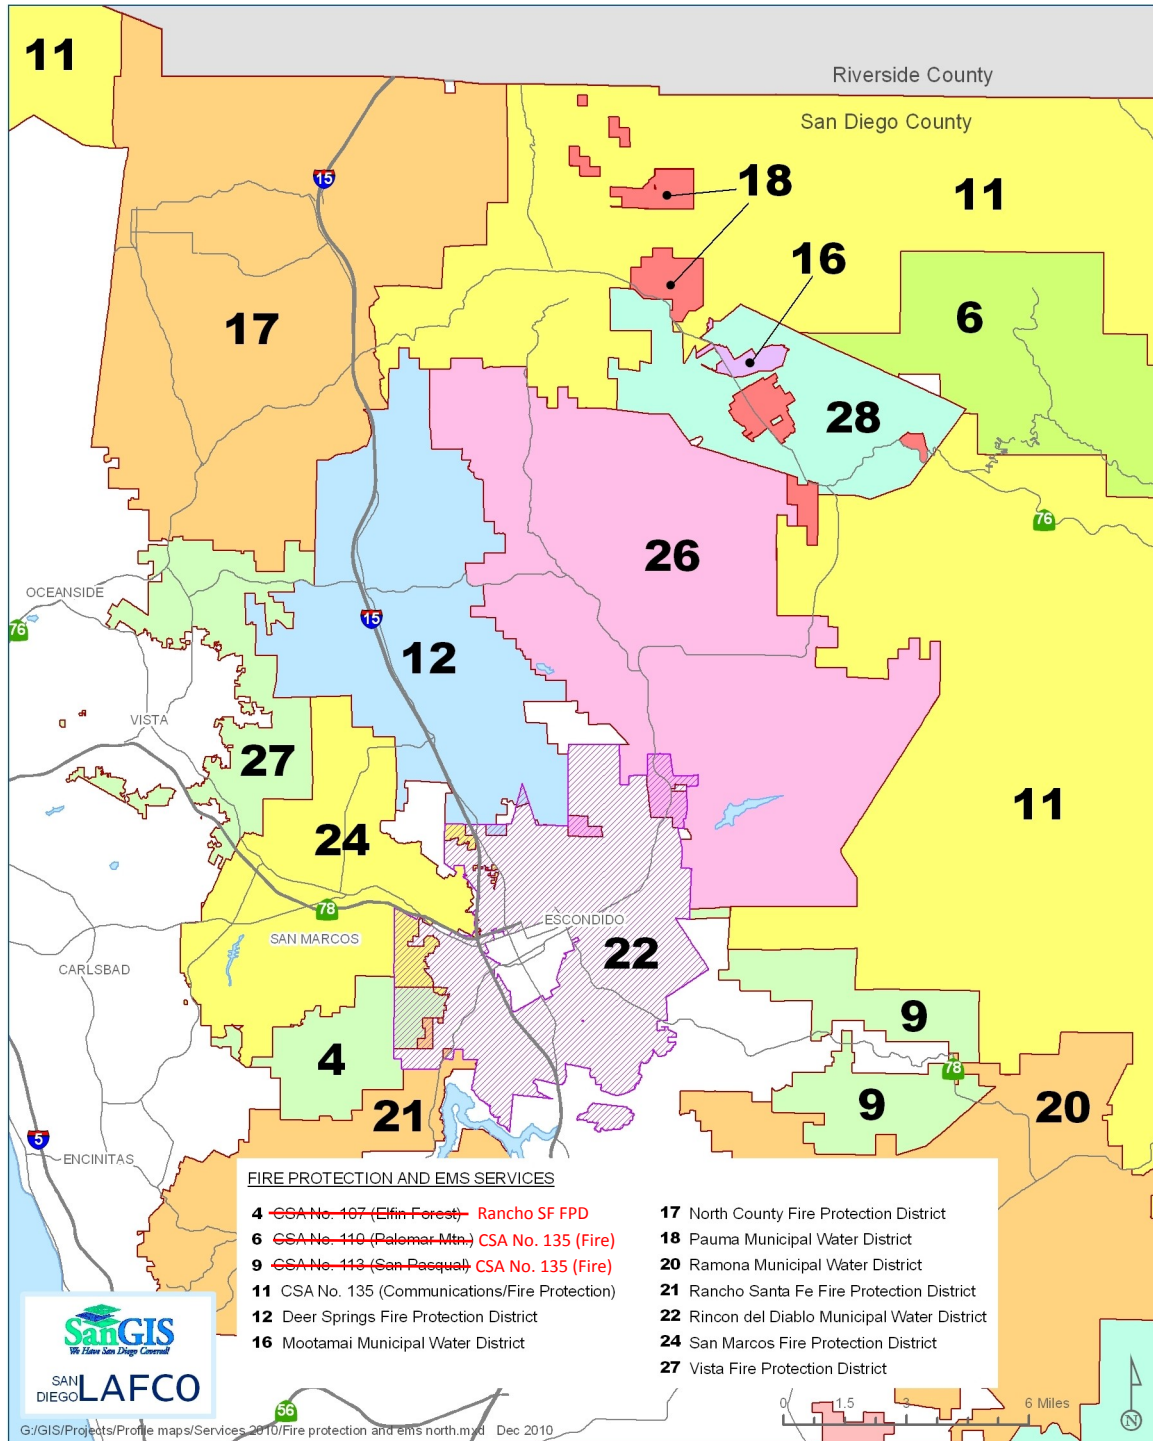 11
Riverside County
San Diego County
15
18
11
16
17
6
28
76
26
OCEANSIDE
76
15
12
VISTA
27
11
24
78
ESCONDIDO
SAN MARCOS
22
CARLSBAD
9
4
78
9
20
21
5
ENCINITAS
FIRE PROTECTION AND EMS SERVICES
4 CSA No. 107 (Elfin Forest) Rancho SF FPD
6 CSA No. 110 (Palomar Mtn.) CSA No. 135 (Fire)
9 CSA No. 113 (San Pasqual) CSA No. 135 (Fire)
11 CSA No. 135 (Communications/Fire Protection)
12 Deer Springs Fire Protection District
16 Mootamai Municipal Water District
17 North County Fire Protection District
18 Pauma Municipal Water District
20 Ramona Municipal Water District
21 Rancho Santa Fe Fire Protection District
22 Rincon del Diablo Municipal Water District
24 San Marcos Fire Protection District
27 Vista Fire Protection District
SanGIS
We Have San Diego Covered!
SAN DIEGO LAFCO
56
0 1.5 3 6 Miles
N
G:/GIS/Projects/Profile maps/Services 2010/Fire protection and ems north.mxd Dec 2010